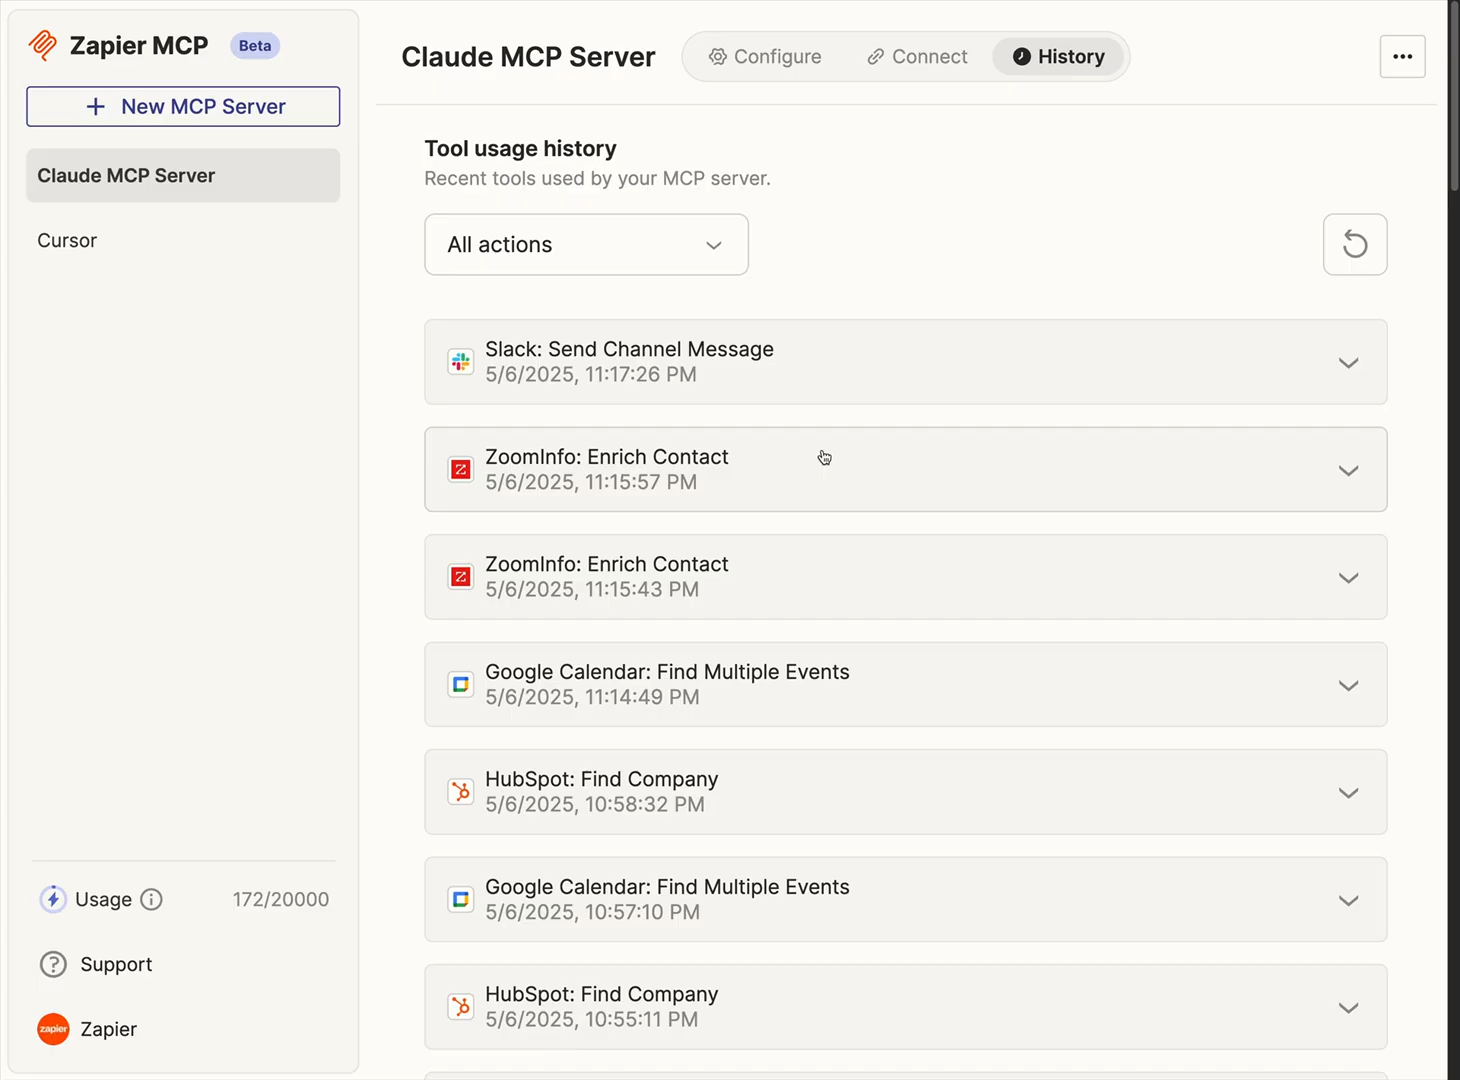 Zapier MCP Beta
+ New MCP Server
Claude MCP Server
Cursor
Usage 172/20000
Support
zapier Zapier
Claude MCP Server
Configure
Connect
History
Tool usage history
Recent tools used by your MCP server.
All actions
Slack: Send Channel Message
5/6/2025, 11:17:26 PM
ZoomInfo: Enrich Contact
5/6/2025, 11:15:57 PM
ZoomInfo: Enrich Contact
5/6/2025, 11:15:43 PM
Google Calendar: Find Multiple Events
5/6/2025, 11:14:49 PM
HubSpot: Find Company
5/6/2025, 10:58:32 PM
Google Calendar: Find Multiple Events
5/6/2025, 10:57:10 PM
HubSpot: Find Company
5/6/2025, 10:55:11 PM